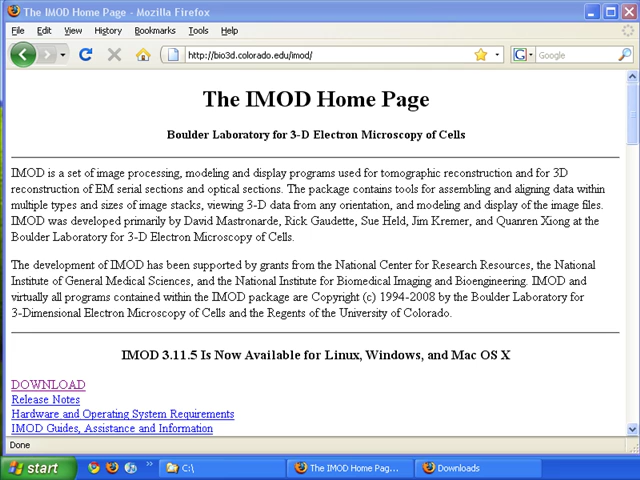 The IMOD Home Page - Mozilla Firefox
File Edit View History Bookmarks Tools Help
http://bio3d.colorado.edu/imod/
G Google
The IMOD Home Page
Boulder Laboratory for 3-D Electron Microscopy of Cells
IMOD is a set of image processing, modeling and display programs used for tomographic reconstruction and for 3D
reconstruction of EM serial sections and optical sections. The package contains tools for assembling and aligning data within
multiple types and sizes of image stacks, viewing 3-D data from any orientation, and modeling and display of the image files.
IMOD was developed primarily by David Mastronarde, Rick Gaudette, Sue Held, Jim Kremer, and Quanren Xiong at the
Boulder Laboratory for 3-D Electron Microscopy of Cells.
The development of IMOD has been supported by grants from the National Center for Research Resources, the National
Institute of General Medical Sciences, and the National Institute for Biomedical Imaging and Bioengineering. IMOD and
virtually all programs contained within the IMOD package are Copyright (c) 1994-2008 by the Boulder Laboratory for
3-Dimensional Electron Microscopy of Cells and the Regents of the University of Colorado.
IMOD 3.11.5 Is Now Available for Linux, Windows, and Mac OS X
DOWNLOAD
Release Notes
Hardware and Operating System Requirements
IMOD Guides, Assistance and Information
Done
start
C:\
The IMOD Home Pag...
Downloads